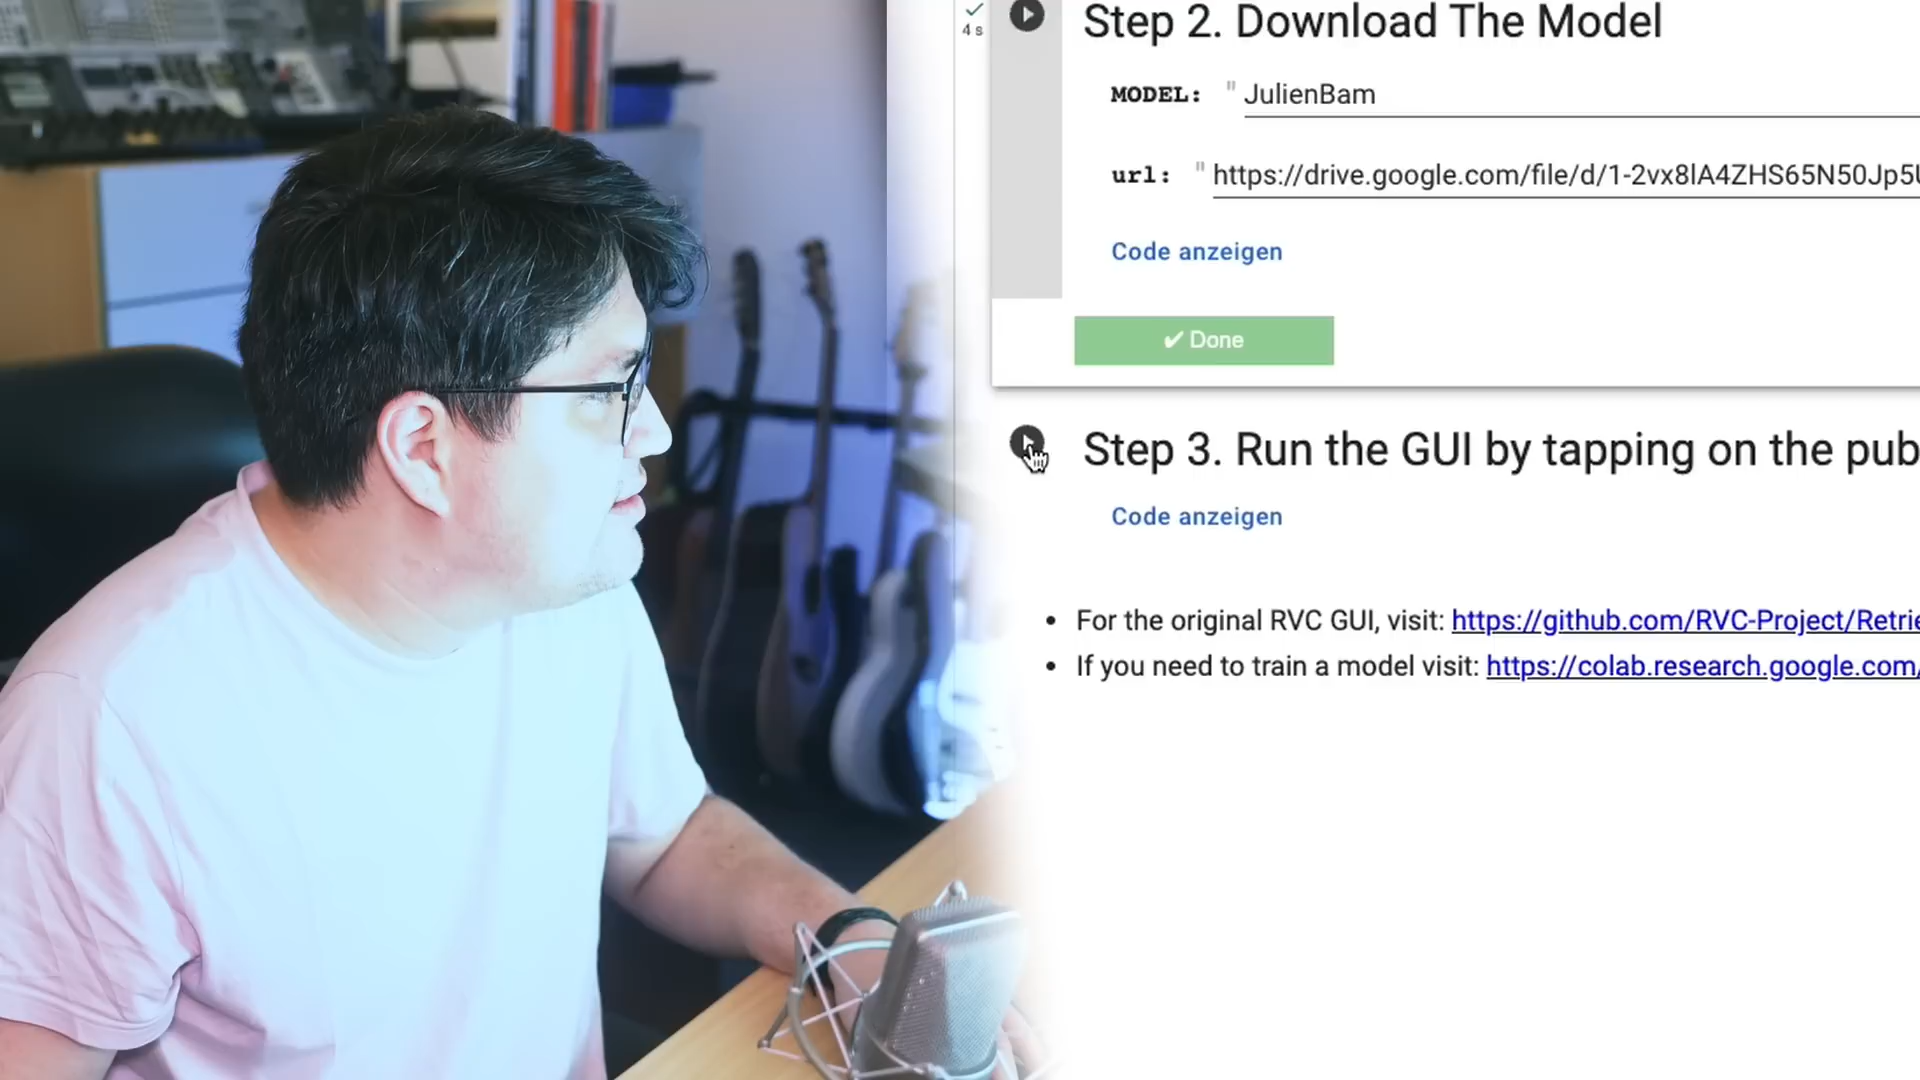 4 s
Step 2. Download The Model
MODEL: " JulienBam
url: " https://drive.google.com/file/d/1-2vx8lA4ZHS65N50Jp5U
Code anzeigen
✔ Done
Step 3. Run the GUI by tapping on the pub
Code anzeigen
• For the original RVC GUI, visit: https://github.com/RVC-Project/Retrie
• If you need to train a model visit: https://colab.research.google.com/